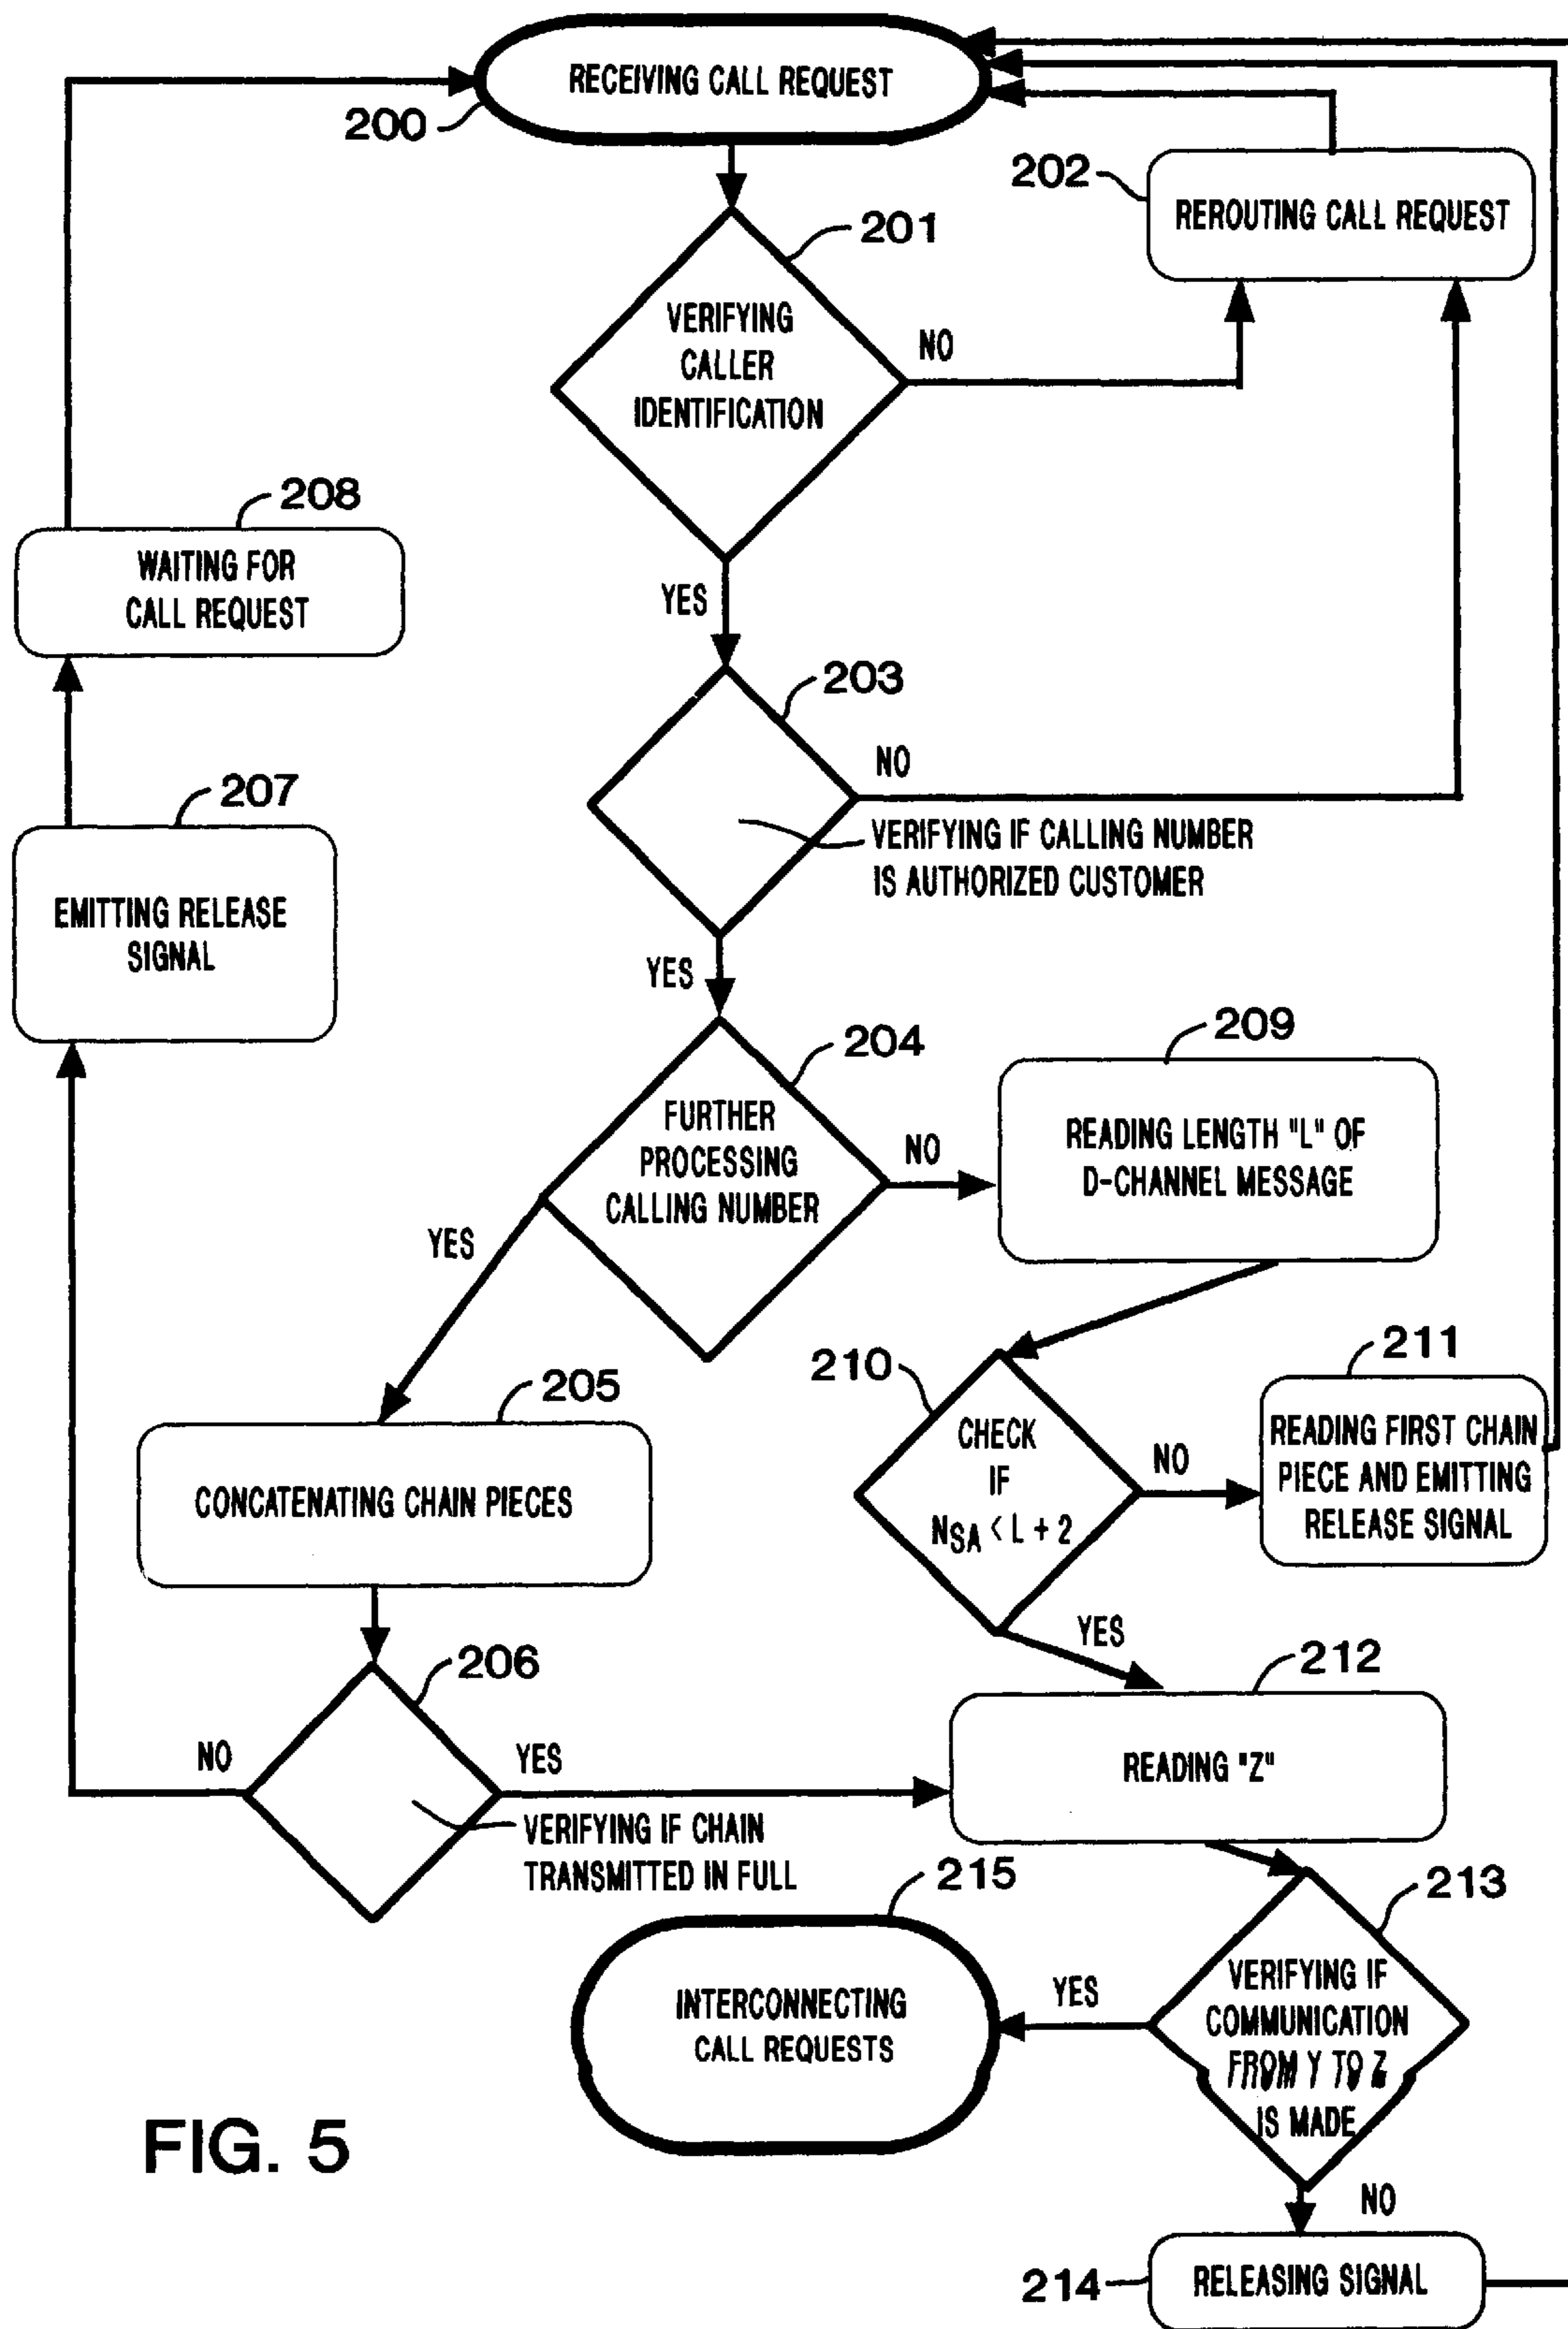 RECEIVING CALL REQUEST
200
202
REROUTING CALL REQUEST
201
VERIFYING
CALLER
IDENTIFICATION
NO
208
WAITING FOR
CALL REQUEST
YES
203
NO
VERIFYING IF CALLING NUMBER
IS AUTHORIZED CUSTOMER
207
EMITTING RELEASE
SIGNAL
YES
204
FURTHER
PROCESSING
CALLING NUMBER
NO
209
READING LENGTH "L" OF
D-CHANNEL MESSAGE
YES
205
CONCATENATING CHAIN PIECES
210
CHECK
IF
NSA < L + 2
NO
211
READING FIRST CHAIN
PIECE AND EMITTING
RELEASE SIGNAL
YES
206
NO
YES
VERIFYING IF CHAIN
TRANSMITTED IN FULL
212
READING "Z"
215
INTERCONNECTING
CALL REQUESTS
YES
213
VERIFYING IF
COMMUNICATION
FROM Y TO Z
IS MADE
NO
214
RELEASING SIGNAL
FIG. 5